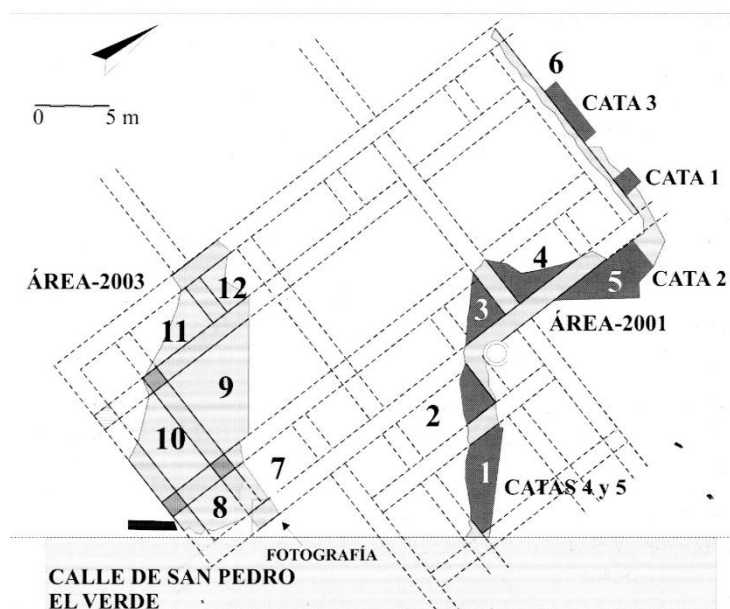 6
CATA 3
0 5 m
CATA 1
4
ÁREA-2003
12
5
CATA 2
3
11
ÁREA-2001
9
2
10
7
1
CATAS 4 y 5
8
FOTOGRAFÍA
CALLE DE SAN PEDRO
EL VERDE